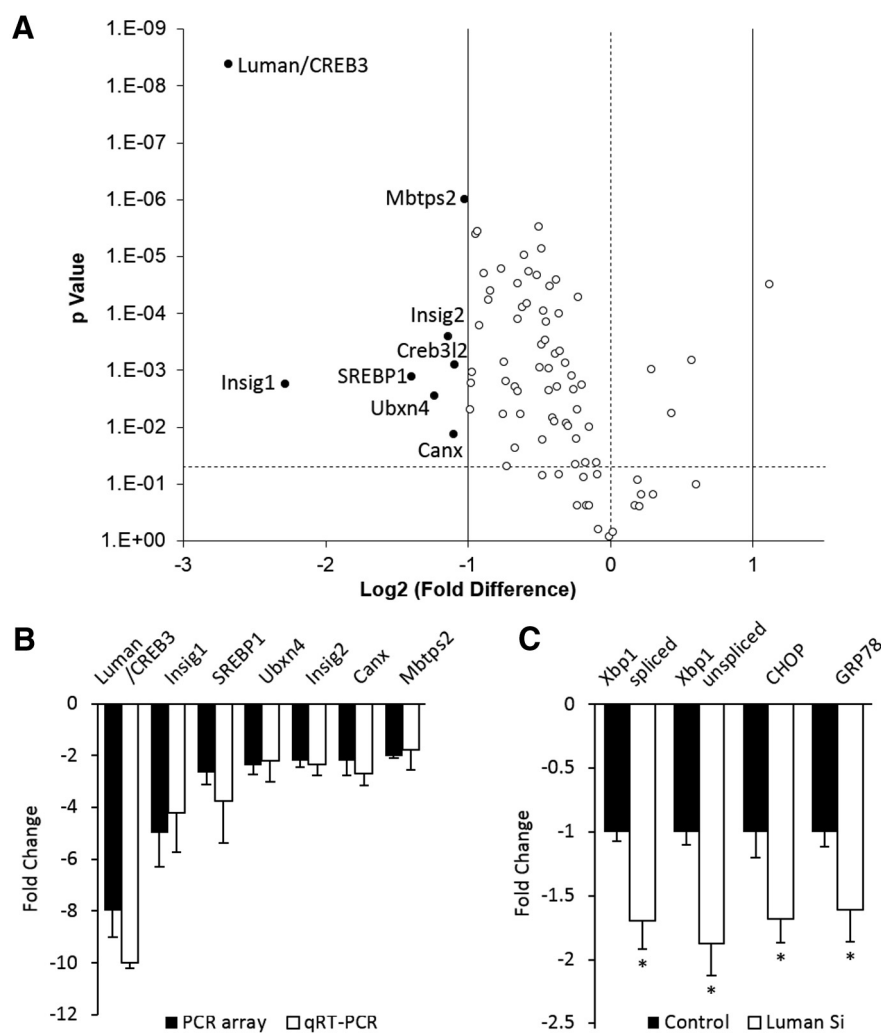 A
1.E-09
1.E-08
1.E-07
1.E-06
1.E-05
1.E-04
1.E-03
1.E-02
1.E-01
1.E+00
p Value
Luman/CREB3
Mbtps2
Insig2
Creb3l2
SREBP1
Insig1
Ubxn4
Canx
-3
-2
-1
0
1
Log2 (Fold Difference)
B
Luman
/CREB3
Insig1
SREBP1
Ubxn4
Insig2
Canx
Mbtps2
0
-2
-4
-6
-8
-10
-12
Fold Change
PCR array
qRT-PCR
C
Xbp1
spliced
Xbp1
unspliced
CHOP
GRP78
0
-0.5
-1
-1.5
-2
-2.5
Fold Change
*
*
*
*
Control
Luman Si